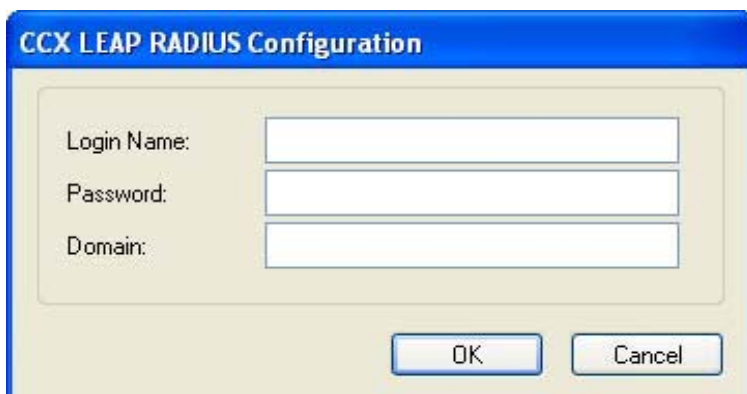 CCX LEAP RADIUS Configuration
Login Name:
Password:
Domain:
OK Cancel